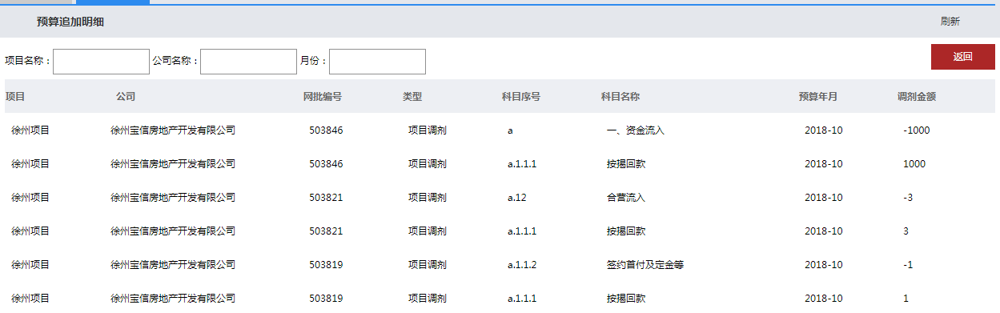 预算追加明细 刷新
项目名称： 公司名称： 月份： 返回
项目 公司 网批编号 类型 科目序号 科目名称 预算年月 调剂金额
徐州项目 徐州宝信房地产开发有限公司 503846 项目调剂 a 一、资金流入 2018-10 -1000
徐州项目 徐州宝信房地产开发有限公司 503846 项目调剂 a.1.1.1 按揭回款 2018-10 1000
徐州项目 徐州宝信房地产开发有限公司 503821 项目调剂 a.12 合营流入 2018-10 -3
徐州项目 徐州宝信房地产开发有限公司 503821 项目调剂 a.1.1.1 按揭回款 2018-10 3
徐州项目 徐州宝信房地产开发有限公司 503819 项目调剂 a.1.1.2 签约首付及定金等 2018-10 -1
徐州项目 徐州宝信房地产开发有限公司 503819 项目调剂 a.1.1.1 按揭回款 2018-10 1